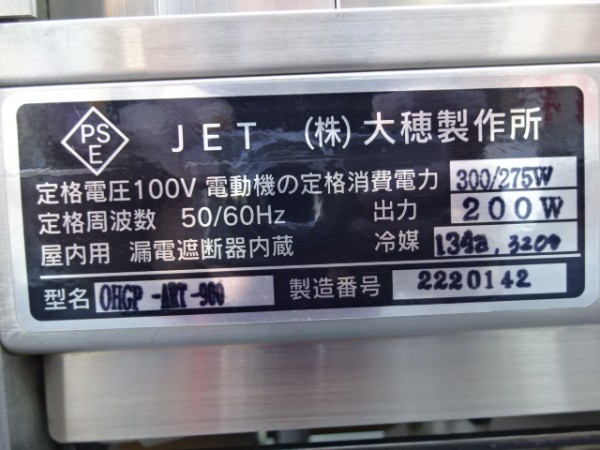 PS
E
JET (株)大穂製作所
定格電圧100V 電動機の定格消費電力 300/275W
定格周波数 50/60Hz 出力 200W
屋内用 漏電遮断器内蔵 冷媒 134a, 320g
型名 OHGP-ART-900 製造番号 2220142